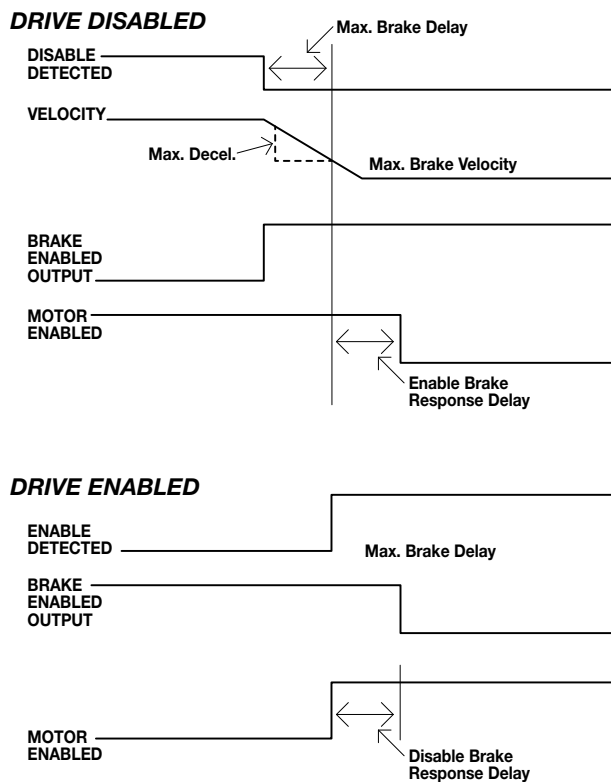 DRIVE DISABLED
Max. Brake Delay
DISABLE
DETECTED
VELOCITY
Max. Decel.
Max. Brake Velocity
BRAKE
ENABLED
OUTPUT
MOTOR
ENABLED
Enable Brake
Response Delay
DRIVE ENABLED
ENABLE
DETECTED
Max. Brake Delay
BRAKE
ENABLED
OUTPUT
MOTOR
ENABLED
Disable Brake
Response Delay